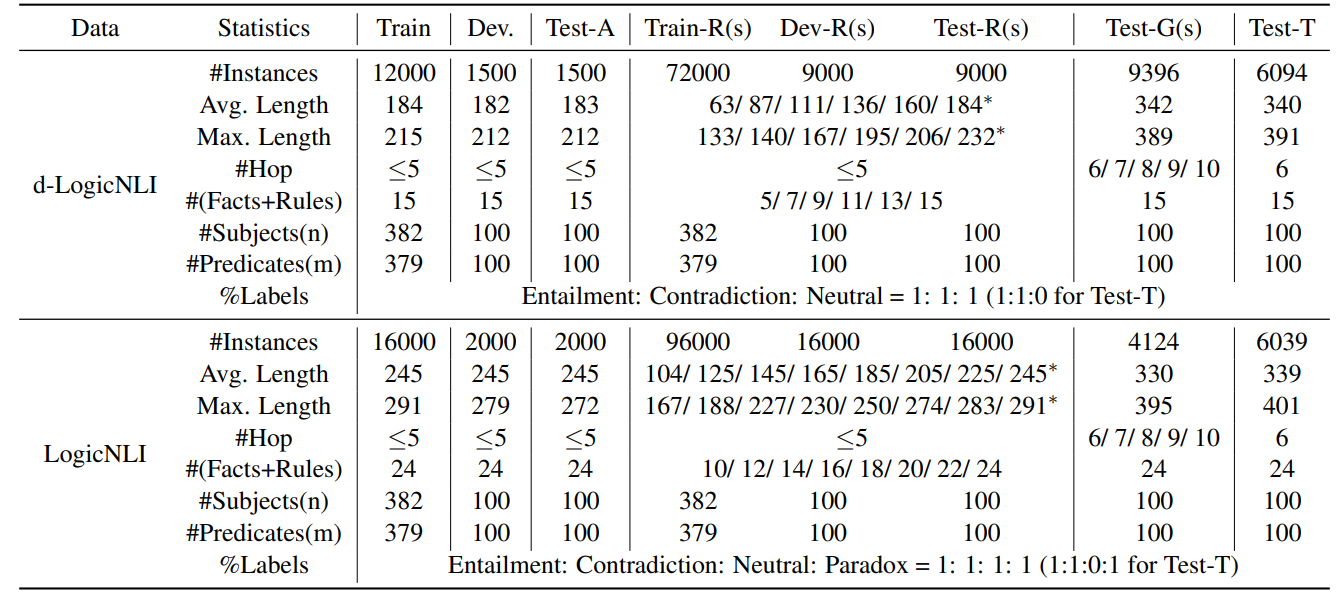 Data Statistics Train Dev. Test-A Train-R(s) Dev-R(s) Test-R(s) Test-G(s) Test-T
#Instances 12000 1500 1500 72000 9000 9000 9396 6094
Avg. Length 184 182 183 63/ 87/ 111/ 136/ 160/ 184* 342 340
Max. Length 215 212 212 133/ 140/ 167/ 195/ 206/ 232* 389 391
#Hop ≤5 ≤5 ≤5 ≤5 6/ 7/ 8/ 9/ 10 6
d-LogicNLI
#(Facts+Rules) 15 15 15 5/ 7/ 9/ 11/ 13/ 15 15 15
#Subjects(n) 382 100 100 382 100 100 100 100
#Predicates(m) 379 100 100 379 100 100 100 100
%Labels Entailment: Contradiction: Neutral = 1: 1: 1 (1:1:0 for Test-T)
#Instances 16000 2000 2000 96000 16000 16000 4124 6039
Avg. Length 245 245 245 104/ 125/ 145/ 165/ 185/ 205/ 225/ 245* 330 339
Max. Length 291 279 272 167/ 188/ 227/ 230/ 250/ 274/ 283/ 291* 395 401
#Hop ≤5 ≤5 ≤5 ≤5 6/ 7/ 8/ 9/ 10 6
LogicNLI
#(Facts+Rules) 24 24 24 10/ 12/ 14/ 16/ 18/ 20/ 22/ 24 24 24
#Subjects(n) 382 100 100 382 100 100 100 100
#Predicates(m) 379 100 100 379 100 100 100 100
%Labels Entailment: Contradiction: Neutral: Paradox = 1: 1: 1: 1 (1:1:0:1 for Test-T)